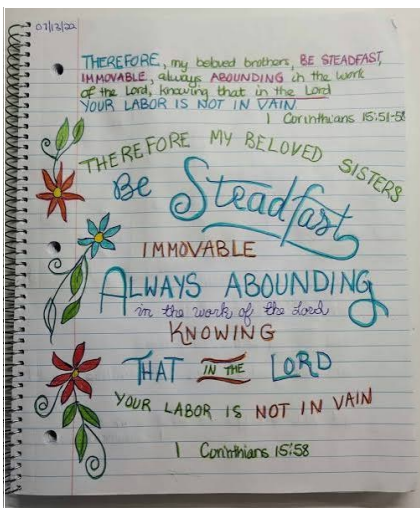 07/13/22
THEREFORE, my beloved brothers, BE STEADFAST,
IMMOVABLE, always ABOUNDING in the work
of the Lord, knowing that in the Lord
YOUR LABOR IS NOT IN VAIN
1 Corinthians 15:51-58
THEREFORE MY BELOVED SISTERS
Be Steadfast
IMMOVABLE
ALWAYS ABOUNDING
in the work of the Lord
KNOWING
THAT IN THE LORD
YOUR LABOR IS NOT IN VAIN
1 Corinthians 15:58